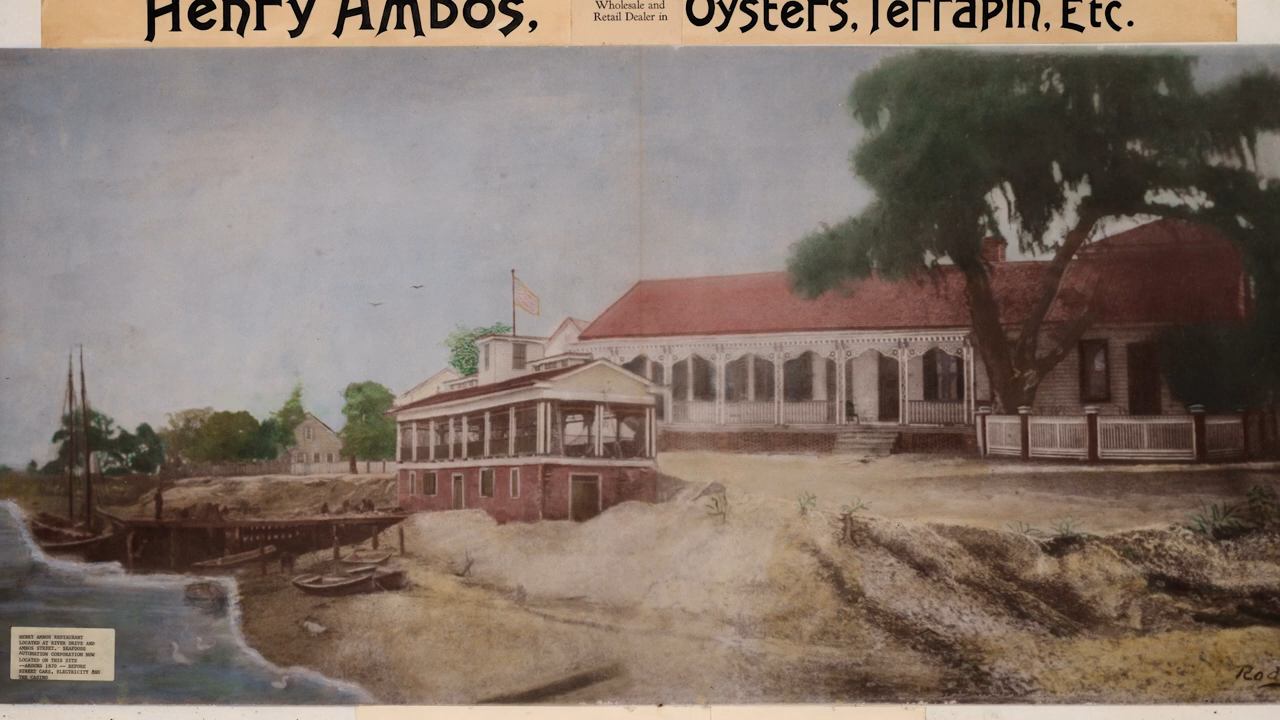 Henry Ambos,
Wholesale and
Retail Dealer in
Oysters, Terrapin, Etc.
HENRY AMBOS RESTAURANT
LOCATED AT RIVER DRIVE AND
AMBOS STREET. SEAFOODS
AUTOMATION CORPORATION NOW
LOCATED ON THIS SITE
—AROUND 1870 — BEFORE
STREET CARS, ELECTRICITY AND
THE CASINO